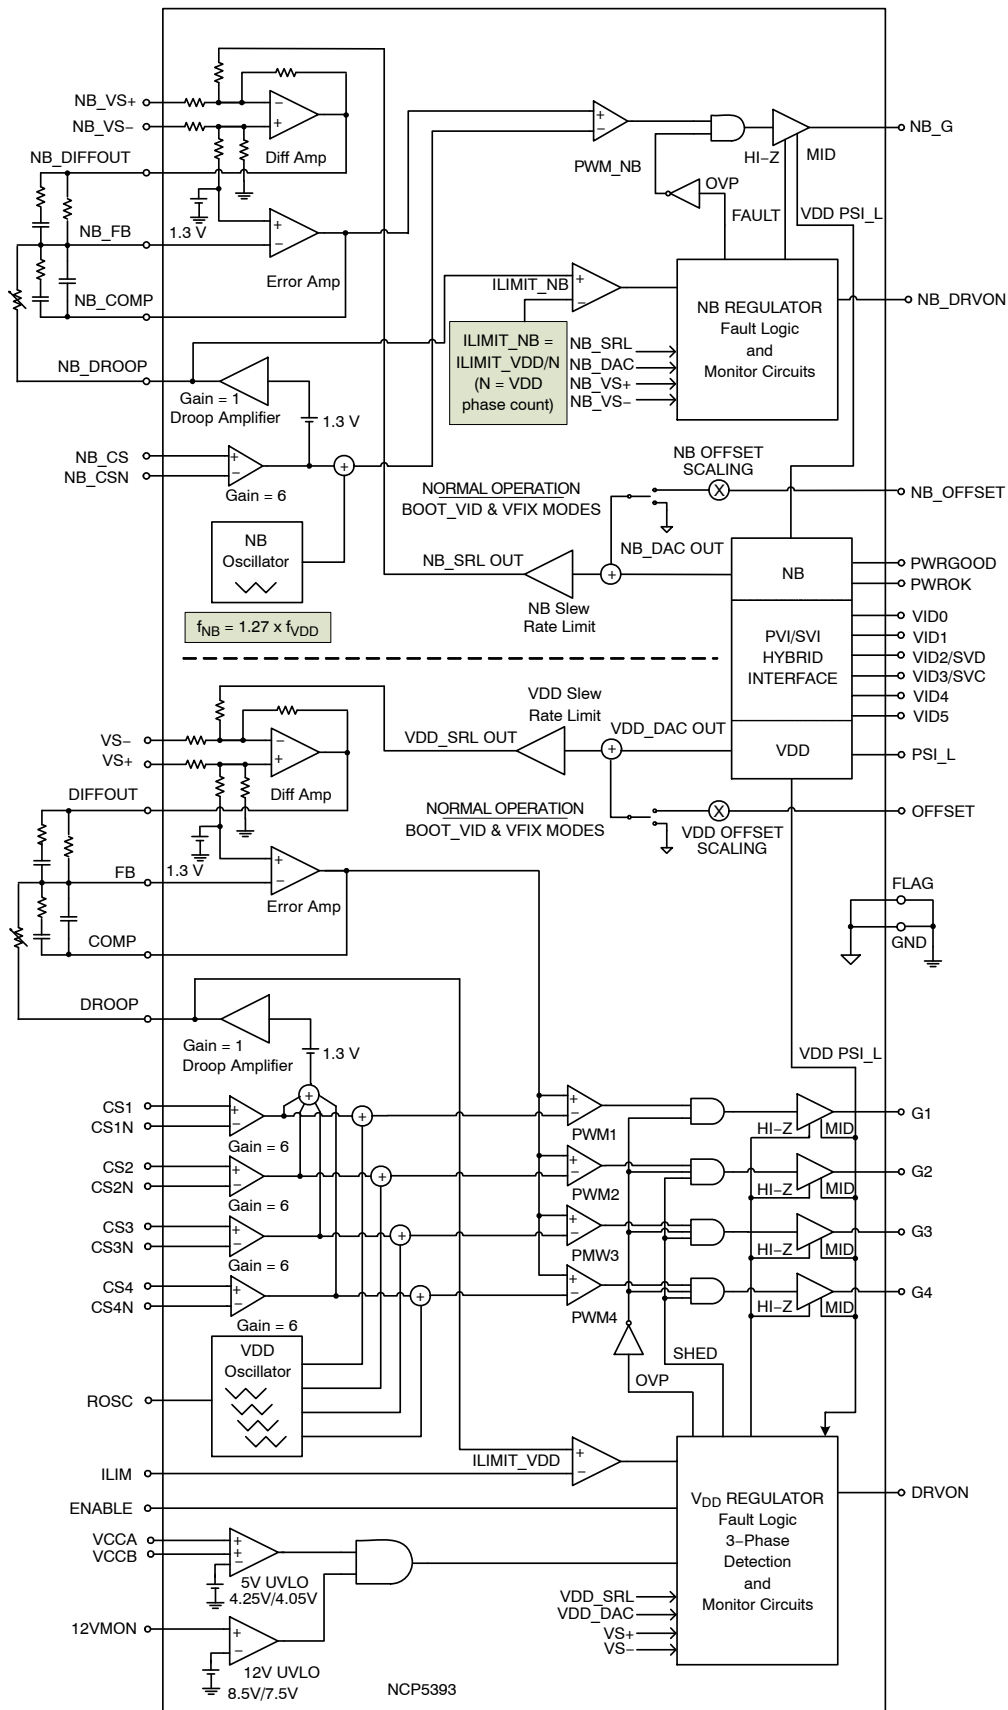 NB_VS+
NB_VS−
Diff Amp
NB_DIFFOUT
1.3 V
NB_FB
Error Amp
NB_COMP
NB_DROOP
Gain = 1
Droop Amplifier
1.3 V
NB_CS
NB_CSN
Gain = 6
NB
Oscillator
fNB = 1.27 x fVDD
PWM_NB
OVP
HI−Z
MID
FAULT
VDD PSI_L
NB_G
ILIMIT_NB
ILIMIT_NB =
ILIMIT_VDD/N
(N = VDD
phase count)
NB_SRL
NB_DAC
NB_VS+
NB_VS−
NB REGULATOR
Fault Logic
and
Monitor Circuits
NB_DRVON
NB OFFSET
SCALING
X
NORMAL OPERATION
BOOT_VID & VFIX MODES
NB_OFFSET
NB_SRL OUT
NB_DAC OUT
NB Slew
Rate Limit
NB
PWRGOOD
PWROK
PVI/SVI
HYBRID
INTERFACE
VID0
VID1
VID2/SVD
VID3/SVC
VID4
VID5
VDD
PSI_L
VDD Slew
Rate Limit
VDD_SRL OUT
VDD_DAC OUT
NORMAL OPERATION
BOOT_VID & VFIX MODES
X
VDD OFFSET
SCALING
OFFSET
VS−
VS+
Diff Amp
DIFFOUT
1.3 V
FB
Error Amp
COMP
FLAG
GND
DROOP
Gain = 1
Droop Amplifier
1.3 V
VDD PSI_L
CS1
CS1N
Gain = 6
PWM1
HI−Z
MID
G1
CS2
CS2N
Gain = 6
PWM2
HI−Z
MID
G2
CS3
CS3N
Gain = 6
PMW3
HI−Z
MID
G3
CS4
CS4N
Gain = 6
PWM4
HI−Z
MID
G4
VDD
Oscillator
ROSC
SHED
OVP
ILIMIT_VDD
ILIM
ENABLE
VDD REGULATOR
Fault Logic
3−Phase
Detection
and
Monitor Circuits
DRVON
VCCA
VCCB
5V UVLO
4.25V/4.05V
VDD_SRL
VDD_DAC
VS+
VS−
12VMON
12V UVLO
8.5V/7.5V
NCP5393